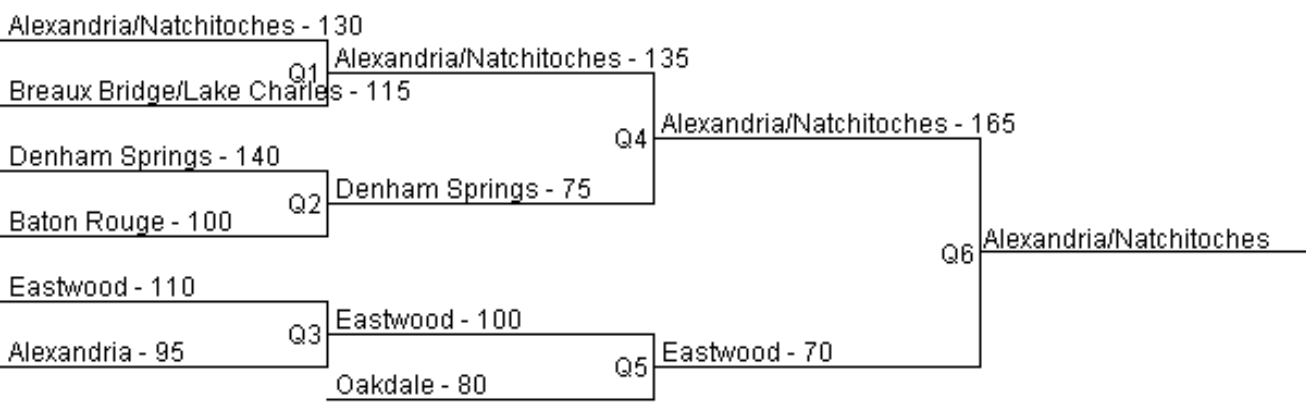 Alexandria/Natchitoches - 130
Alexandria/Natchitoches - 135
Q1
Breaux Bridge/Lake Charles - 115
Alexandria/Natchitoches - 165
Q4
Denham Springs - 140
Denham Springs - 75
Q2
Baton Rouge - 100
Alexandria/Natchitoches
Q6
Eastwood - 110
Eastwood - 100
Q3
Alexandria - 95
Eastwood - 70
Q5
Oakdale - 80